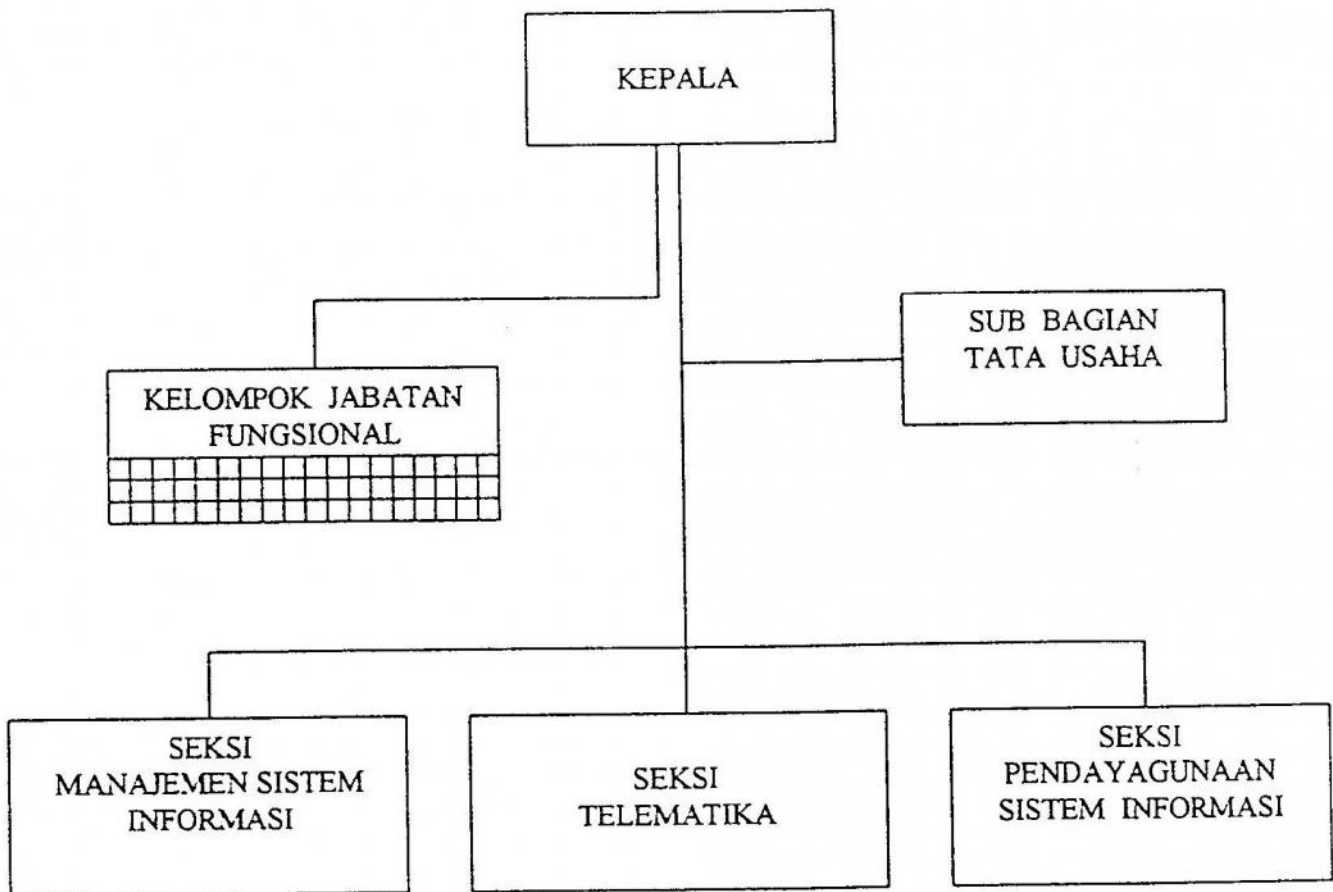 KEPALA
SUB BAGIAN
TATA USAHA
KELOMPOK JABATAN
FUNGSIONAL
SEKSI
MANAJEMEN SISTEM
INFORMASI
SEKSI
TELEMATIKA
SEKSI
PENDAYAGUNAAN
SISTEM INFORMASI